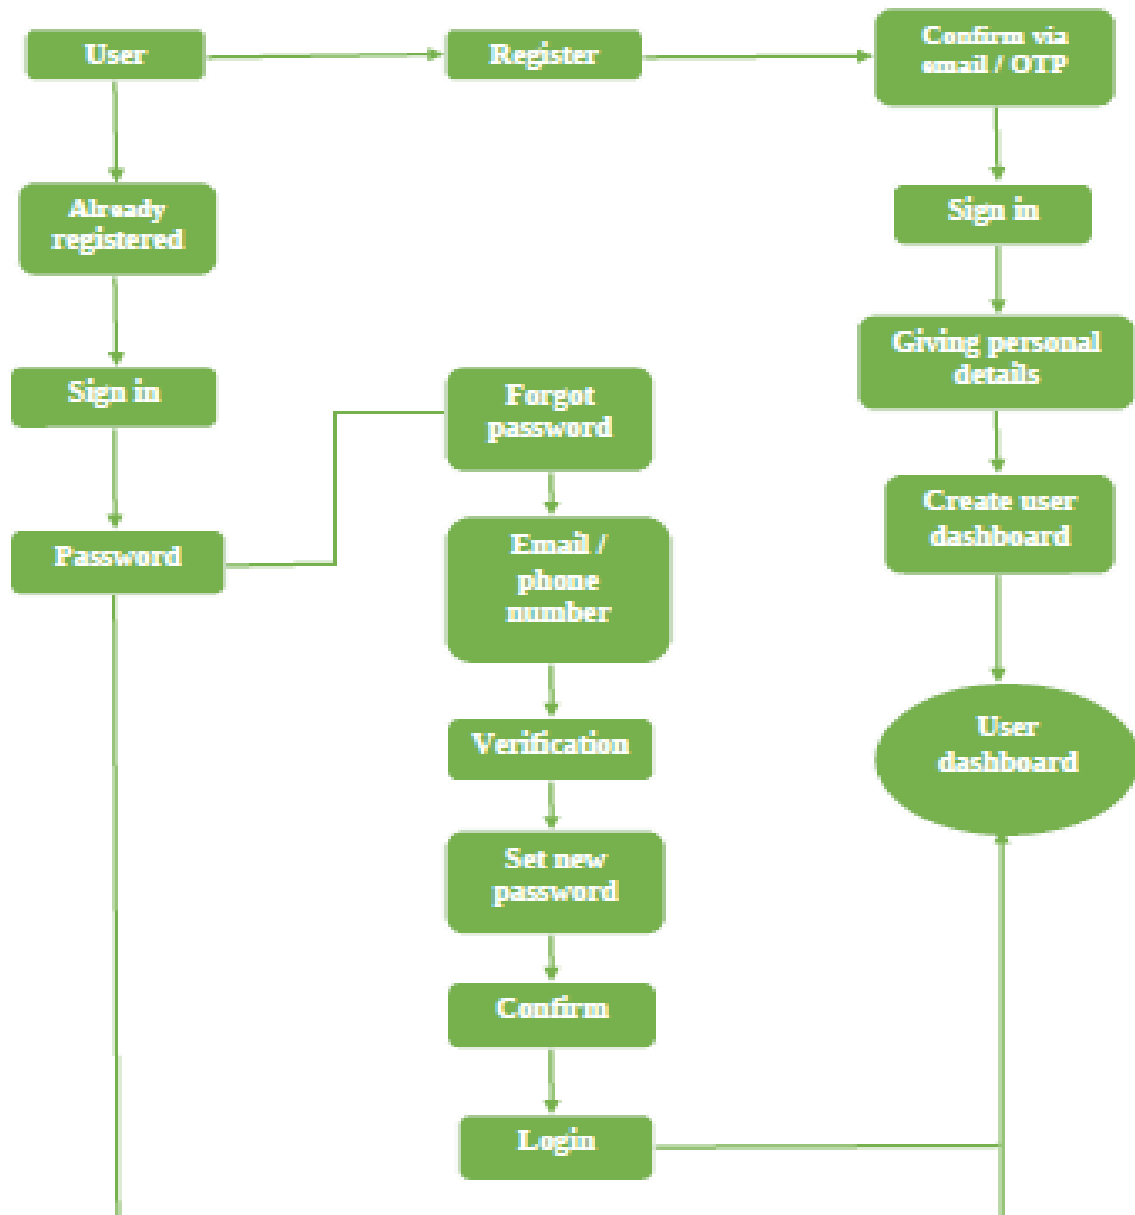 User
Register
Confirm via
email / OTP
Already
registered
Sign in
Sign in
Giving personal
details
Forgot
password
Create user
dashboard
Password
Email /
phone
number
Verification
User
dashboard
Set new
password
Confirm
Login